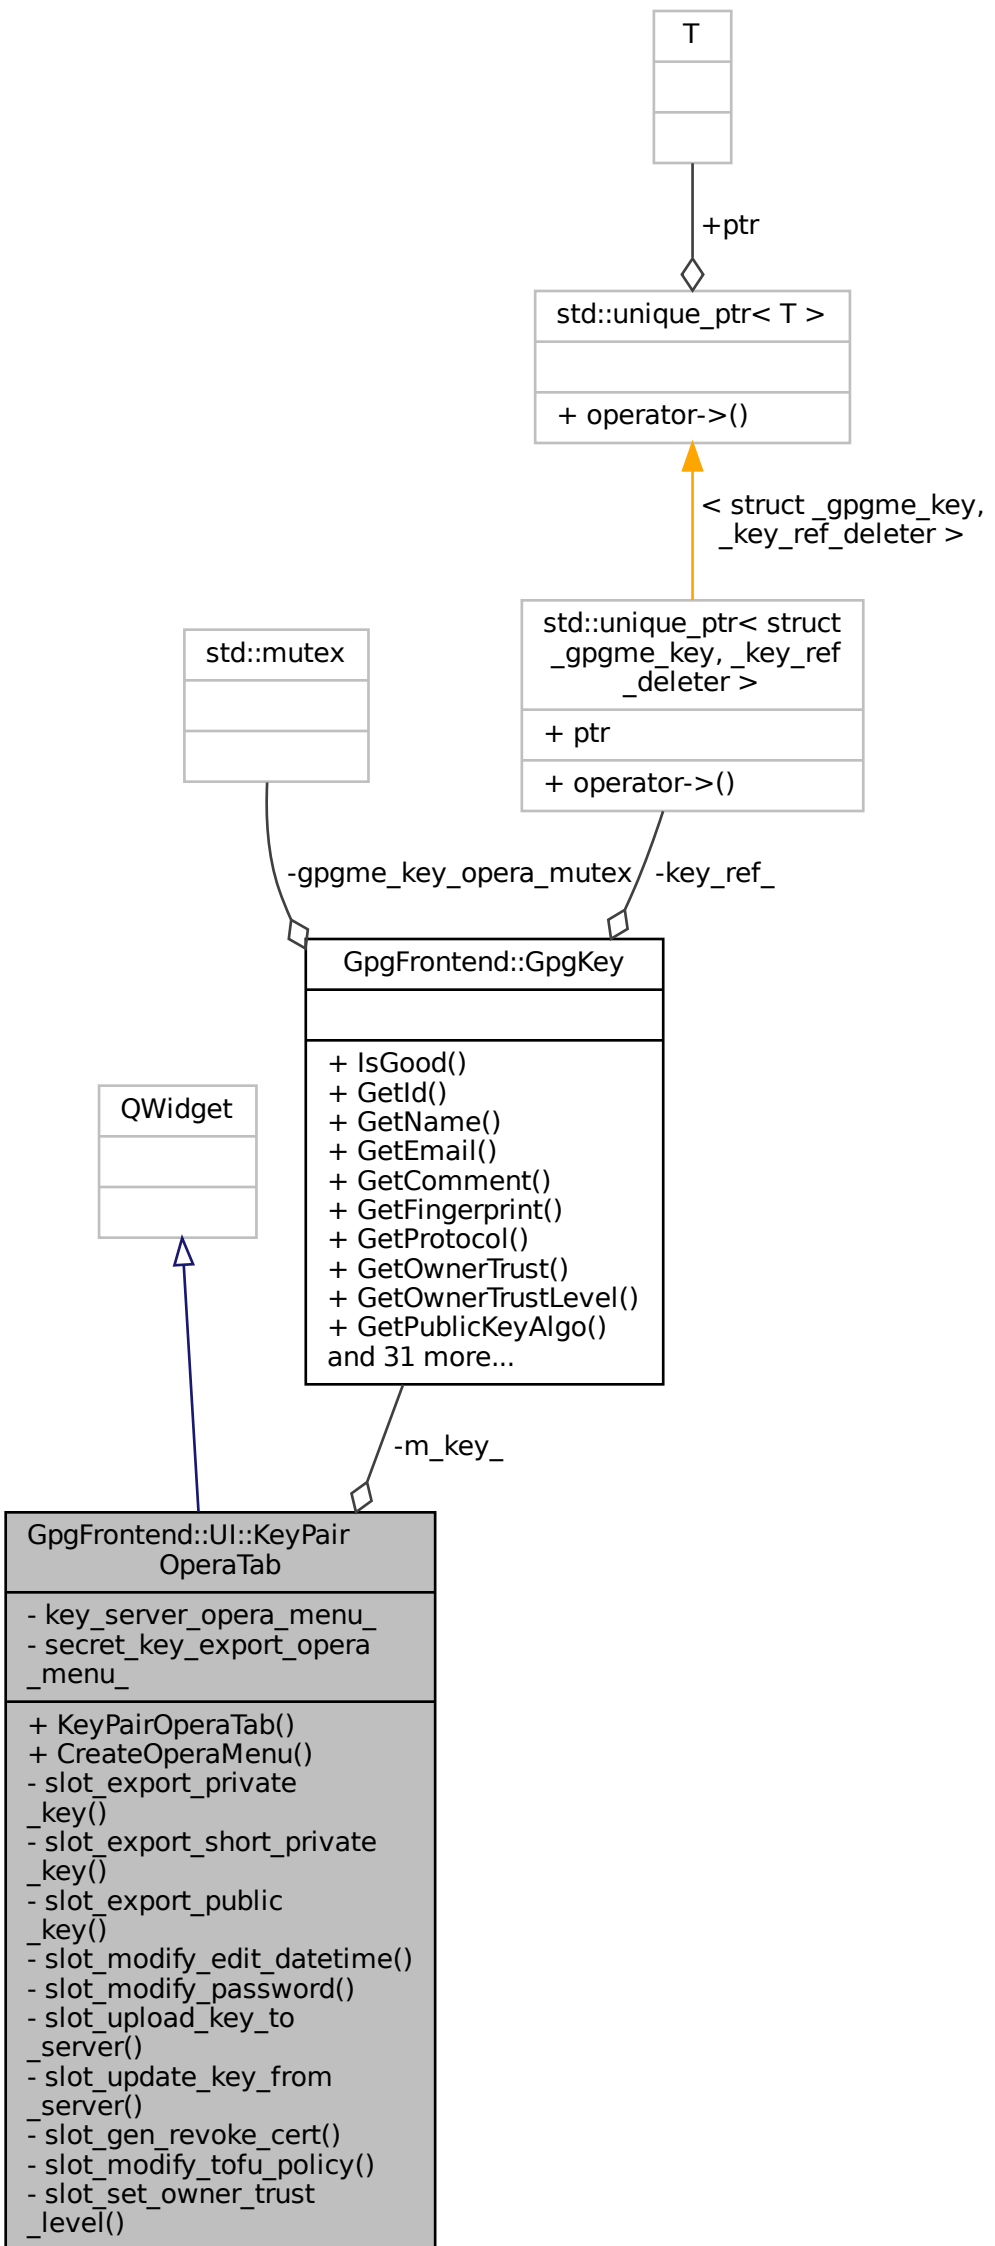 T
+ptr
std::unique_ptr< T >
+ operator->()
< struct _gpgme_key,
_key_ref_deleter >
std::unique_ptr< struct
_gpgme_key, _key_ref
_deleter >
+ ptr
+ operator->()
std::mutex
-gpgme_key_opera_mutex
-key_ref_
GpgFrontend::GpgKey
+ IsGood()
+ GetId()
+ GetName()
+ GetEmail()
+ GetComment()
+ GetFingerprint()
+ GetProtocol()
+ GetOwnerTrust()
+ GetOwnerTrustLevel()
+ GetPublicKeyAlgo()
and 31 more...
QWidget
-m_key_
GpgFrontend::UI::KeyPair
OperaTab
- key_server_opera_menu_
- secret_key_export_opera
_menu_
+ KeyPairOperaTab()
+ CreateOperaMenu()
- slot_export_private
_key()
- slot_export_short_private
_key()
- slot_export_public
_key()
- slot_modify_edit_datetime()
- slot_modify_password()
- slot_upload_key_to
_server()
- slot_update_key_from
_server()
- slot_gen_revoke_cert()
- slot_modify_tofu_policy()
- slot_set_owner_trust
_level()